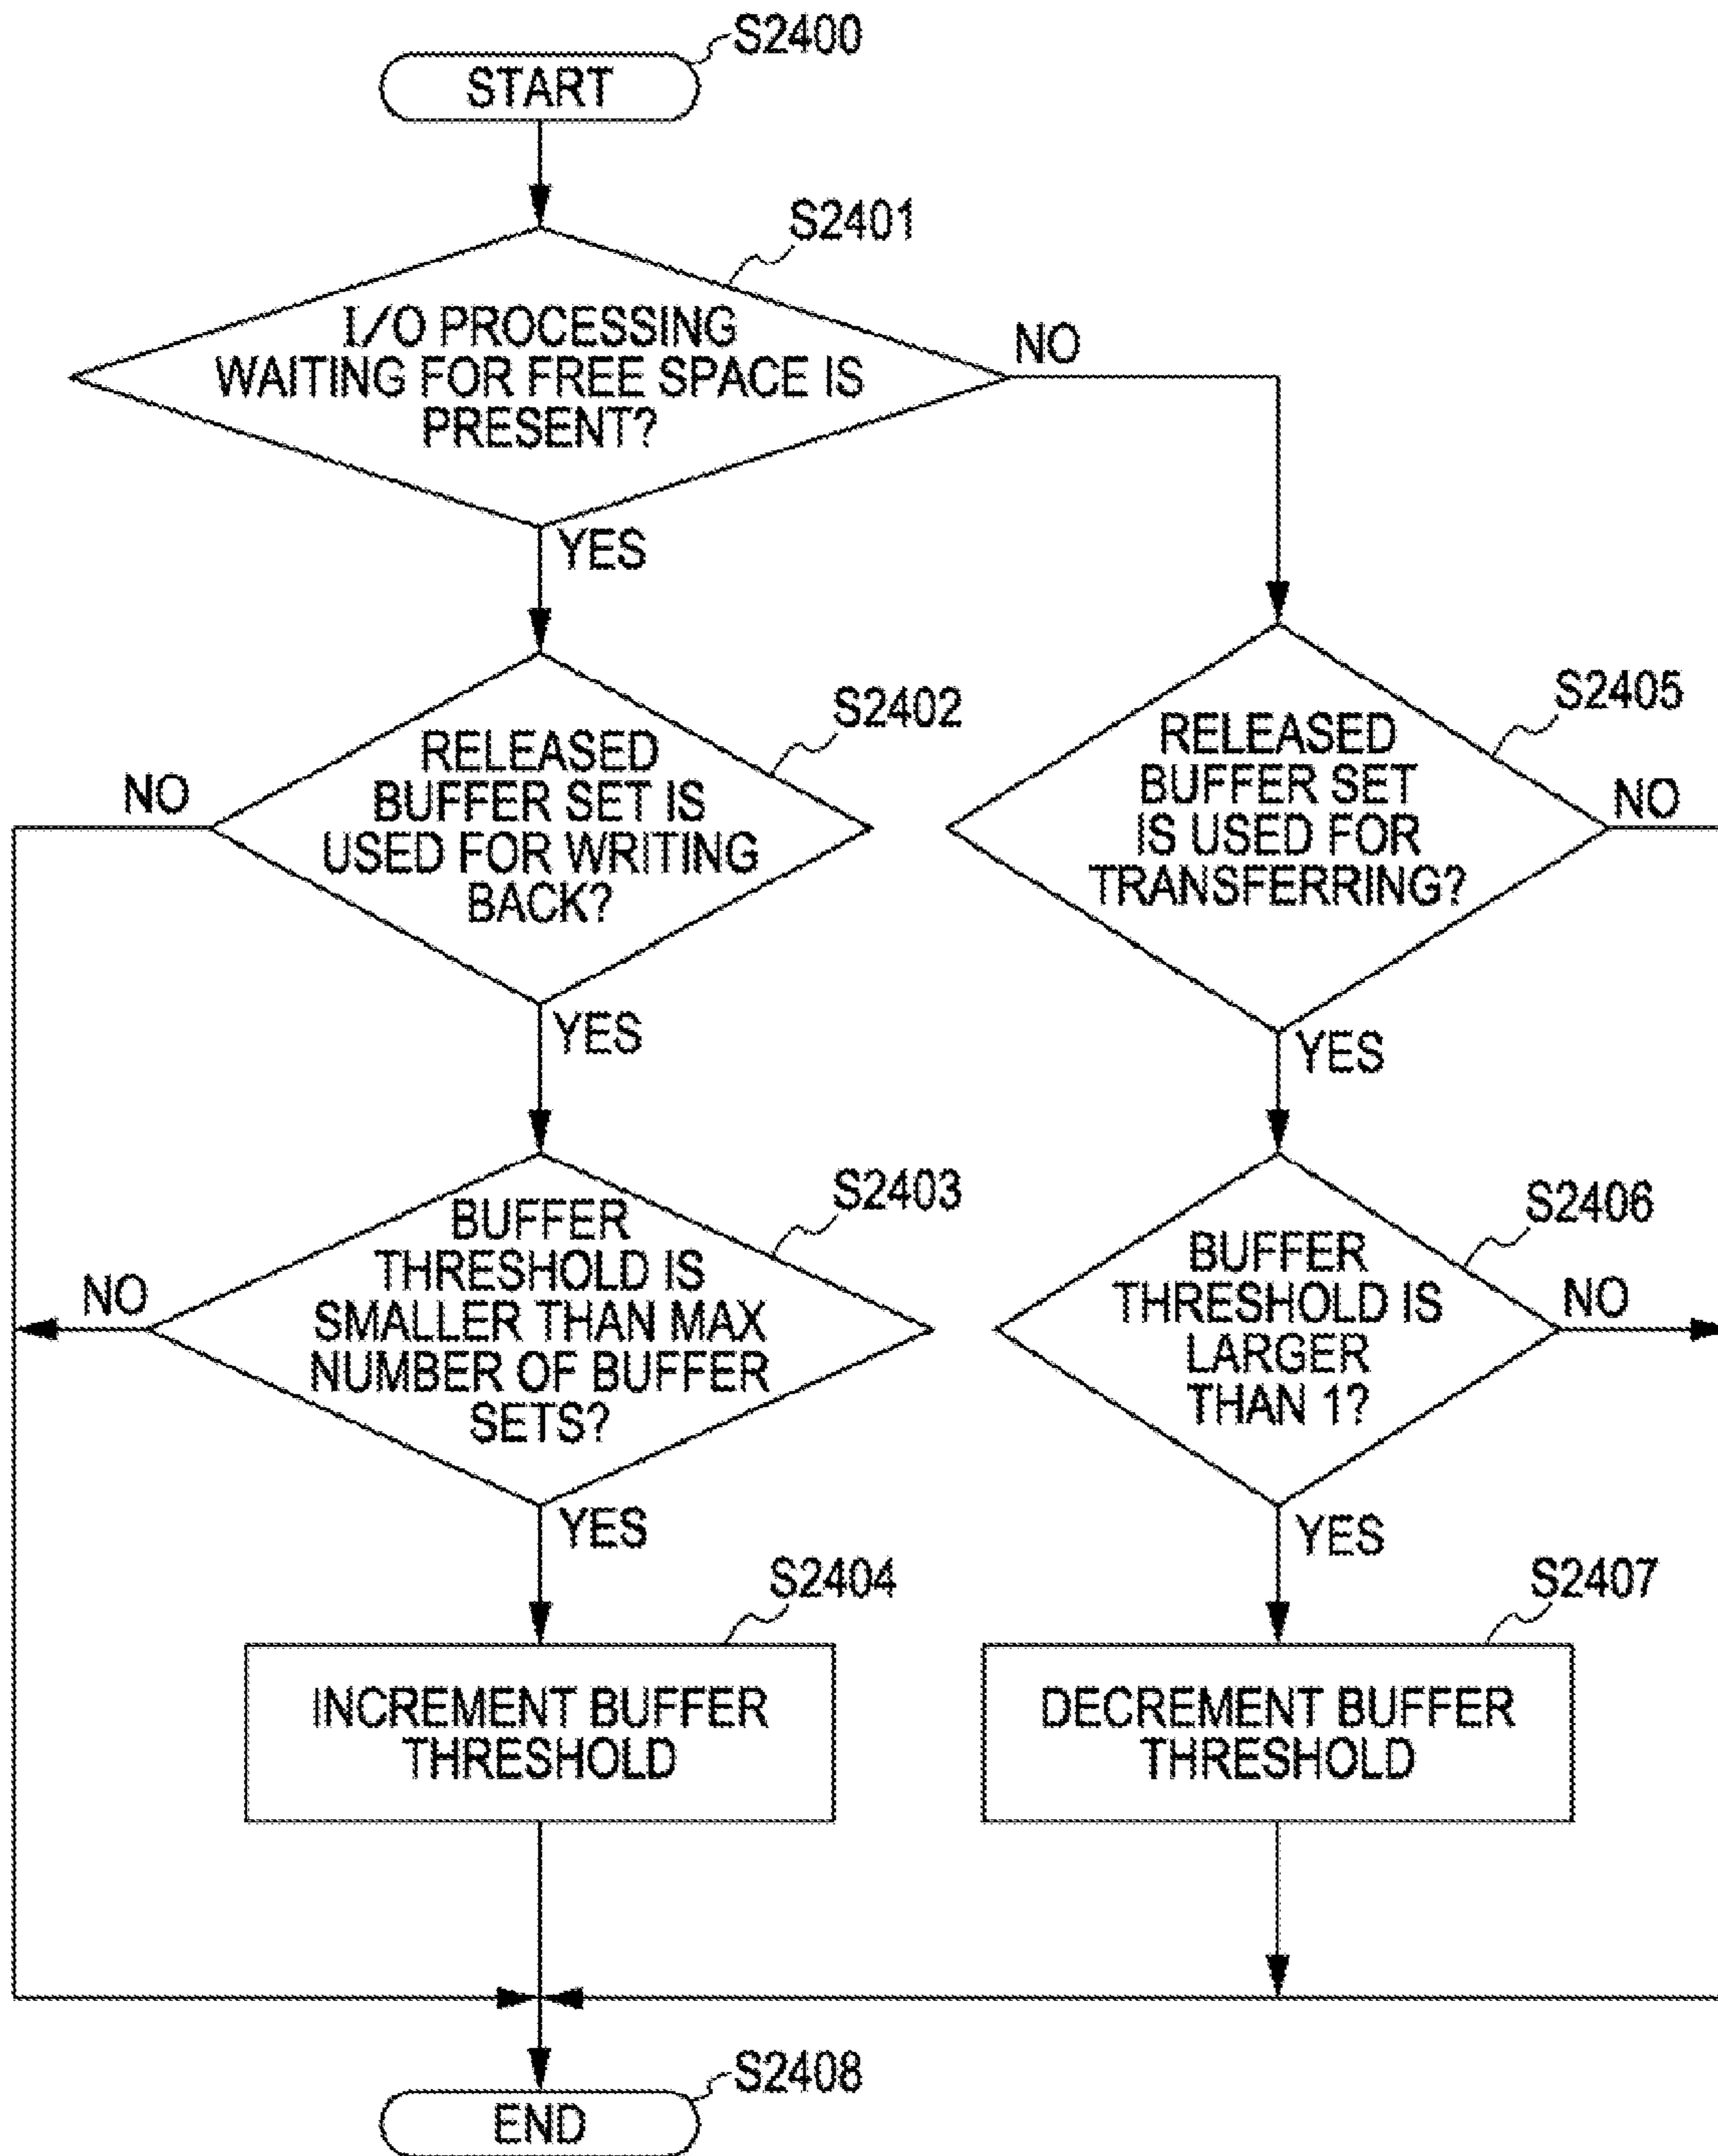 S2400
START
S2401
I/O PROCESSING
WAITING FOR FREE SPACE IS
PRESENT?
NO
YES
S2402
RELEASED
BUFFER SET IS
USED FOR WRITING
BACK?
NO
YES
S2405
RELEASED
BUFFER SET
IS USED FOR
TRANSFERRING?
NO
YES
S2403
BUFFER
THRESHOLD IS
SMALLER THAN MAX
NUMBER OF BUFFER
SETS?
NO
YES
S2406
BUFFER
THRESHOLD IS
LARGER
THAN 1?
NO
YES
S2404
INCREMENT BUFFER
THRESHOLD
S2407
DECREMENT BUFFER
THRESHOLD
S2408
END